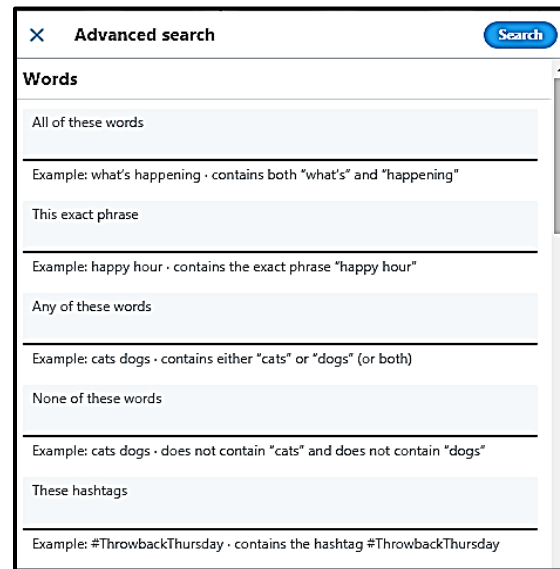 Advanced search
Search
Words
All of these words
Example: what’s happening · contains both “what’s” and “happening”
This exact phrase
Example: happy hour · contains the exact phrase “happy hour”
Any of these words
Example: cats dogs · contains either “cats” or “dogs” (or both)
None of these words
Example: cats dogs · does not contain “cats” and does not contain “dogs”
These hashtags
Example: #ThrowbackThursday · contains the hashtag #ThrowbackThursday